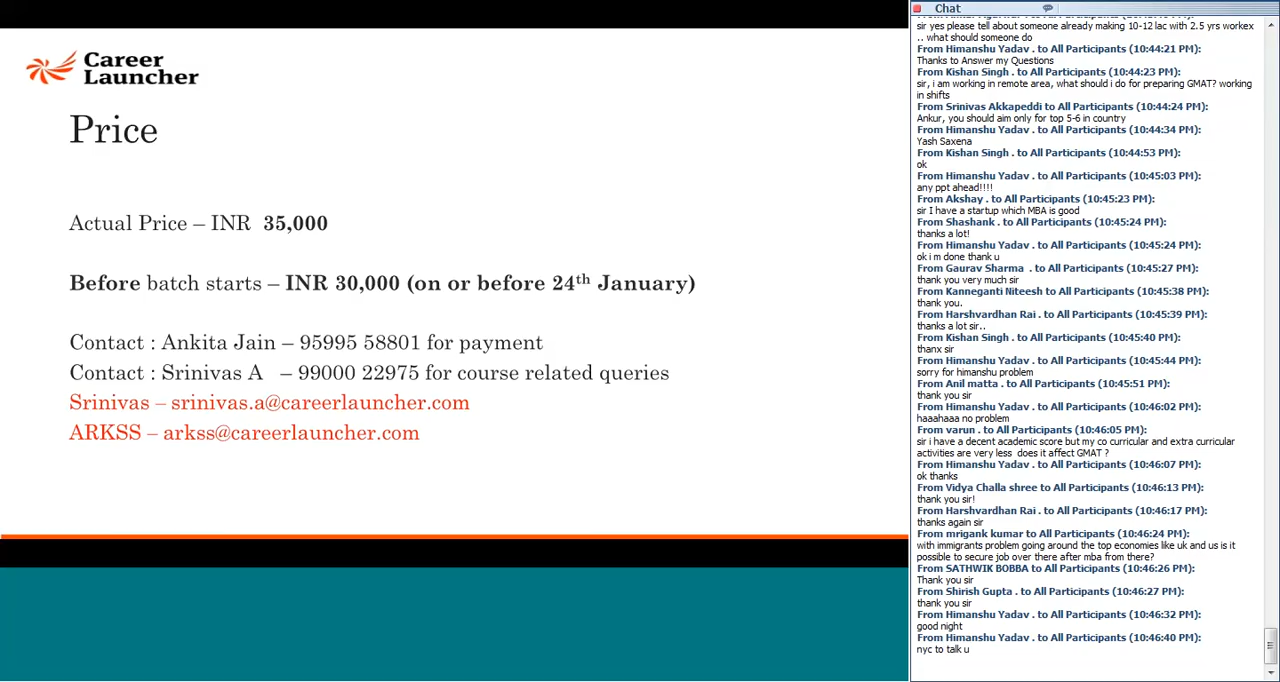 Career
Launcher
Price
Actual Price – INR 35,000
Before batch starts – INR 30,000 (on or before 24th January)
Contact : Ankita Jain – 95995 58801 for payment
Contact : Srinivas A – 99000 22975 for course related queries
Srinivas – srinivas.a@careerlauncher.com
ARKSS – arkss@careerlauncher.com
Chat
sir yes please tell about someone already making 10-12 lac with 2.5 yrs workex
.. what should someone do
From Himanshu Yadav . to All Participants (10:44:21 PM):
Thanks to Answer my Questions
From Kishan Singh . to All Participants (10:44:23 PM):
sir, i am working in remote area, what should i do for preparing GMAT? working
in shifts
From Srinivas Akkapeddi to All Participants (10:44:24 PM):
Ankur, you should aim only for top 5-6 in country
From Himanshu Yadav . to All Participants (10:44:34 PM):
Yash Saxena
From Kishan Singh . to All Participants (10:44:53 PM):
ok
From Himanshu Yadav . to All Participants (10:45:03 PM):
any ppt ahead!!!!
From Akshay . to All Participants (10:45:23 PM):
sir I have a startup which MBA is good
From Shashank . to All Participants (10:45:24 PM):
thanks a lot!
From Himanshu Yadav . to All Participants (10:45:24 PM):
ok i m done thank u
From Gaurav Sharma . to All Participants (10:45:27 PM):
thank you very much sir
From Kanneganti Niteesh to All Participants (10:45:38 PM):
thank you.
From Harshvardhan Rai . to All Participants (10:45:39 PM):
thanks a lot sir..
From Kishan Singh . to All Participants (10:45:40 PM):
thanx sir
From Himanshu Yadav . to All Participants (10:45:44 PM):
sorry for himanshu problem
From Anil matta . to All Participants (10:45:51 PM):
thank you sir
From Himanshu Yadav . to All Participants (10:46:02 PM):
haaahaaa no problem
From varun . to All Participants (10:46:05 PM):
sir i have a decent academic score but my co curricular and extra curricular
activities are very less does it affect GMAT ?
From Himanshu Yadav . to All Participants (10:46:07 PM):
ok thanks
From Vidya Challa shree to All Participants (10:46:13 PM):
thank you sir!
From Harshvardhan Rai . to All Participants (10:46:17 PM):
thanks again sir
From mrigank kumar to All Participants (10:46:24 PM):
with immigrants problem going around the top economies like uk and us is it
possible to secure job over there after mba from there?
From SATHWIK BOBBA to All Participants (10:46:26 PM):
Thank you sir
From Shirish Gupta . to All Participants (10:46:27 PM):
thank you sir
From Himanshu Yadav . to All Participants (10:46:32 PM):
good night
From Himanshu Yadav . to All Participants (10:46:40 PM):
nyc to talk u